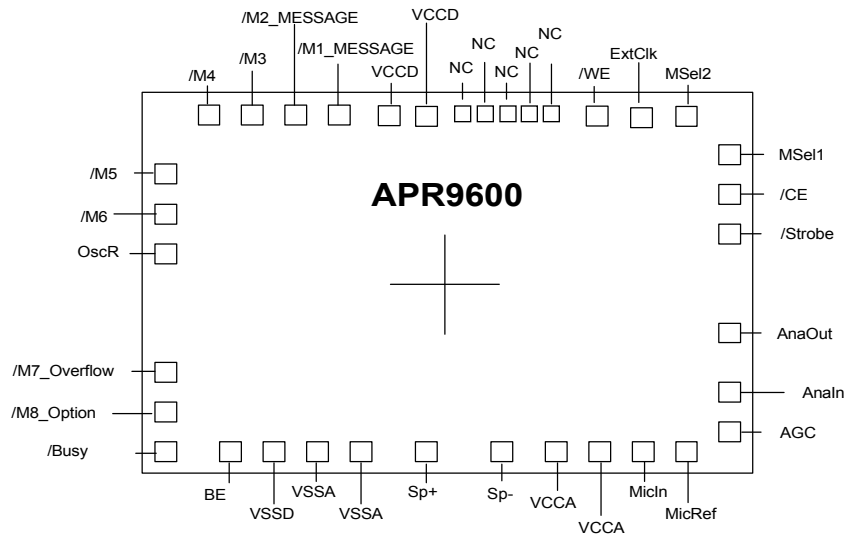 /M2_MESSAGE
VCCD
/M4
/M3
/M1_MESSAGE
VCCD
NC
NC
NC
NC
NC
/WE
ExtClk
MSel2
/M5
/M6
OscR
/M7_Overflow
/M8_Option
/Busy
APR9600
MSel1
/CE
/Strobe
AnaOut
AnaIn
AGC
BE
VSSD
VSSA
VSSA
Sp+
Sp-
VCCA
VCCA
MicIn
MicRef